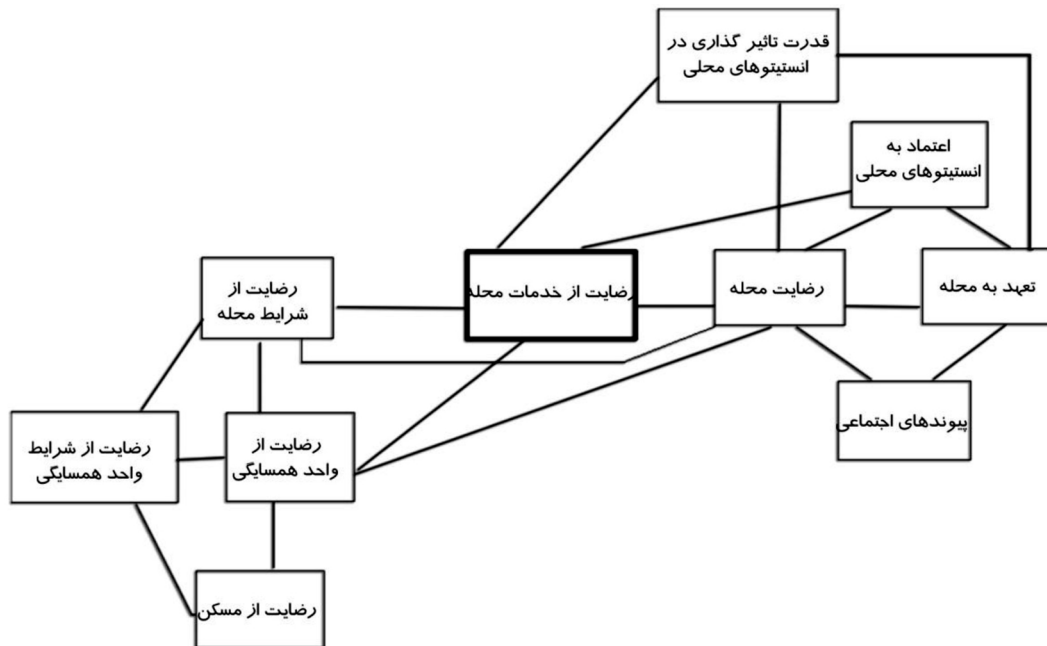 قدرت تاثیر گذاری در
انستیتوهای محلی
اعتماد به
انستیتوهای محلی
تعهد به محله
رضایت محله
رضایت از خدمات محله
رضایت از
شرایط محله
پیوندهای اجتماعی
رضایت از
واحد همسایگی
رضایت از شرایط
واحد همسایگی
رضایت از مسکن